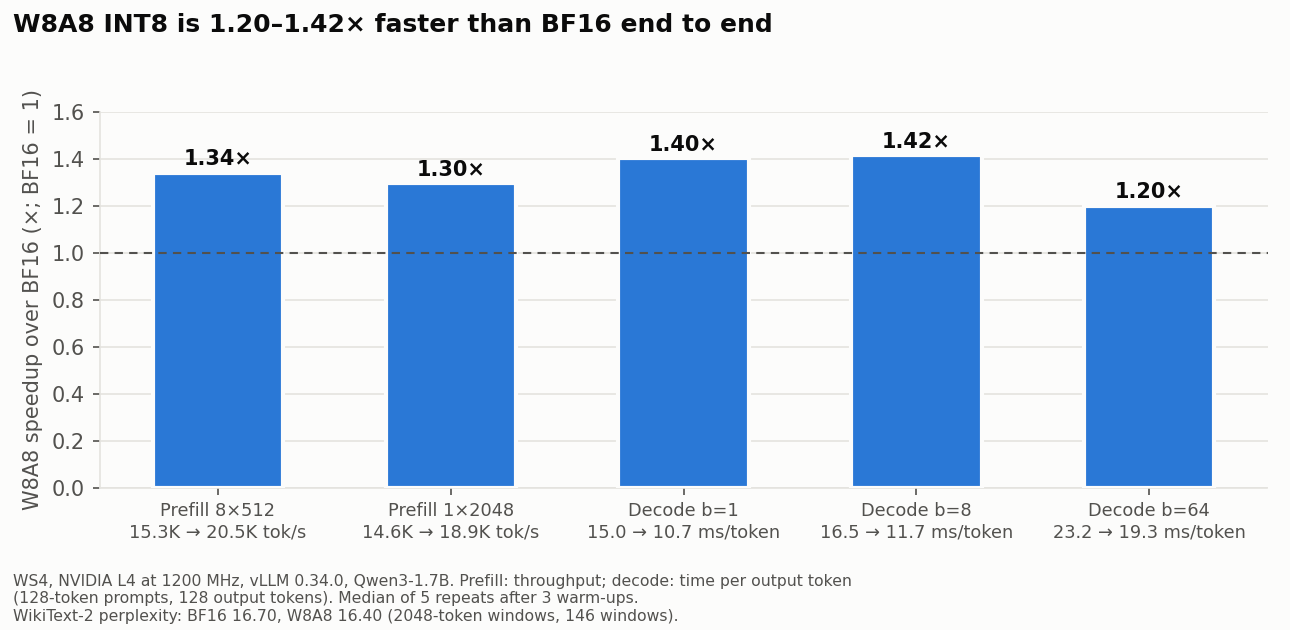 W8A8 INT8 is 1.20–1.42× faster than BF16 end to end
W8A8 speedup over BF16 (×; BF16 = 1)
1.6
1.4
1.2
1.0
0.8
0.6
0.4
0.2
0.0
1.34×
1.30×
1.40×
1.42×
1.20×
Prefill 8×512
15.3K → 20.5K tok/s
Prefill 1×2048
14.6K → 18.9K tok/s
Decode b=1
15.0 → 10.7 ms/token
Decode b=8
16.5 → 11.7 ms/token
Decode b=64
23.2 → 19.3 ms/token
WS4, NVIDIA L4 at 1200 MHz, vLLM 0.34.0, Qwen3-1.7B. Prefill: throughput; decode: time per output token
(128-token prompts, 128 output tokens). Median of 5 repeats after 3 warm-ups.
WikiText-2 perplexity: BF16 16.70, W8A8 16.40 (2048-token windows, 146 windows).